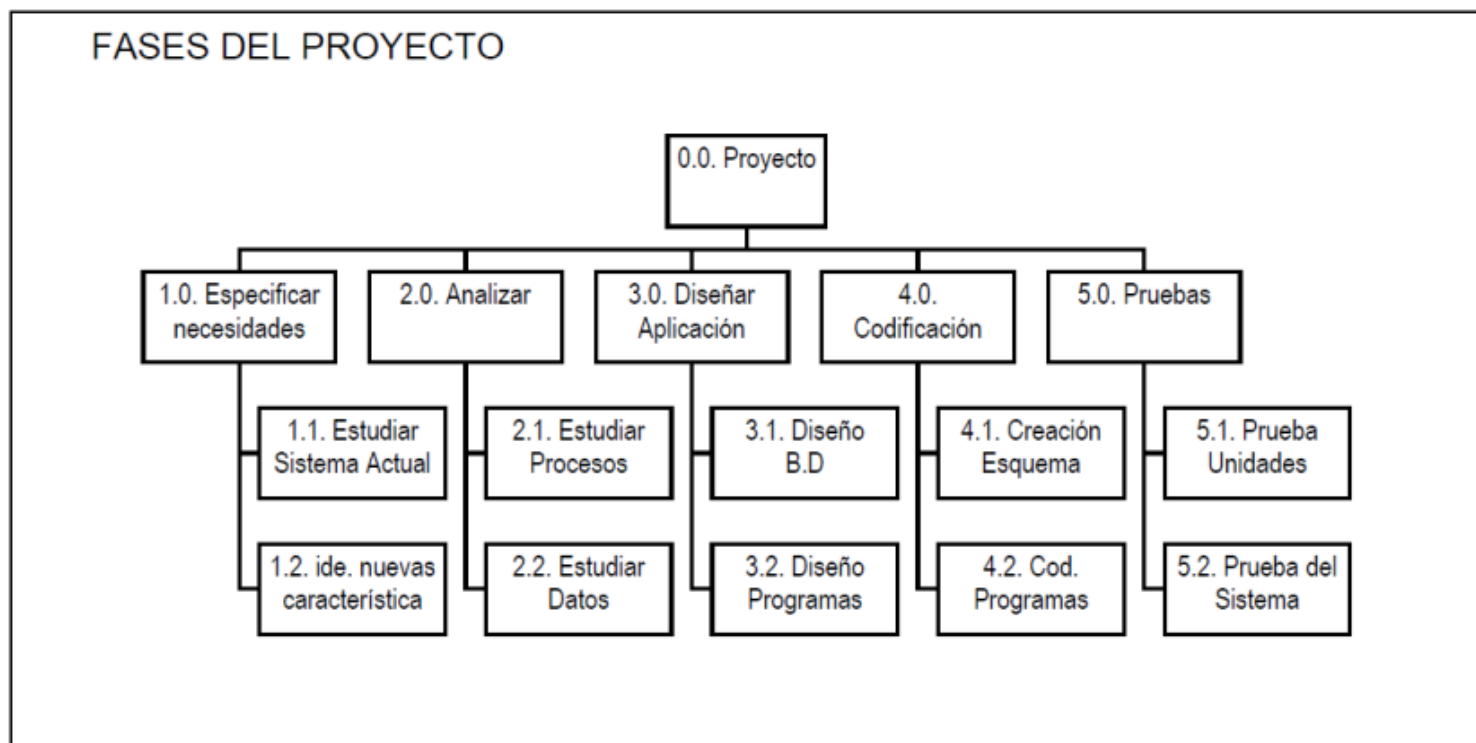 FASES DEL PROYECTO
0.0. Proyecto
1.0. Especificar
necesidades
2.0. Analizar
3.0. Diseñar
Aplicación
4.0.
Codificación
5.0. Pruebas
1.1. Estudiar
Sistema Actual
2.1. Estudiar
Procesos
3.1. Diseño
B.D
4.1. Creación
Esquema
5.1. Prueba
Unidades
1.2. ide. nuevas
característica
2.2. Estudiar
Datos
3.2. Diseño
Programas
4.2. Cod.
Programas
5.2. Prueba del
Sistema